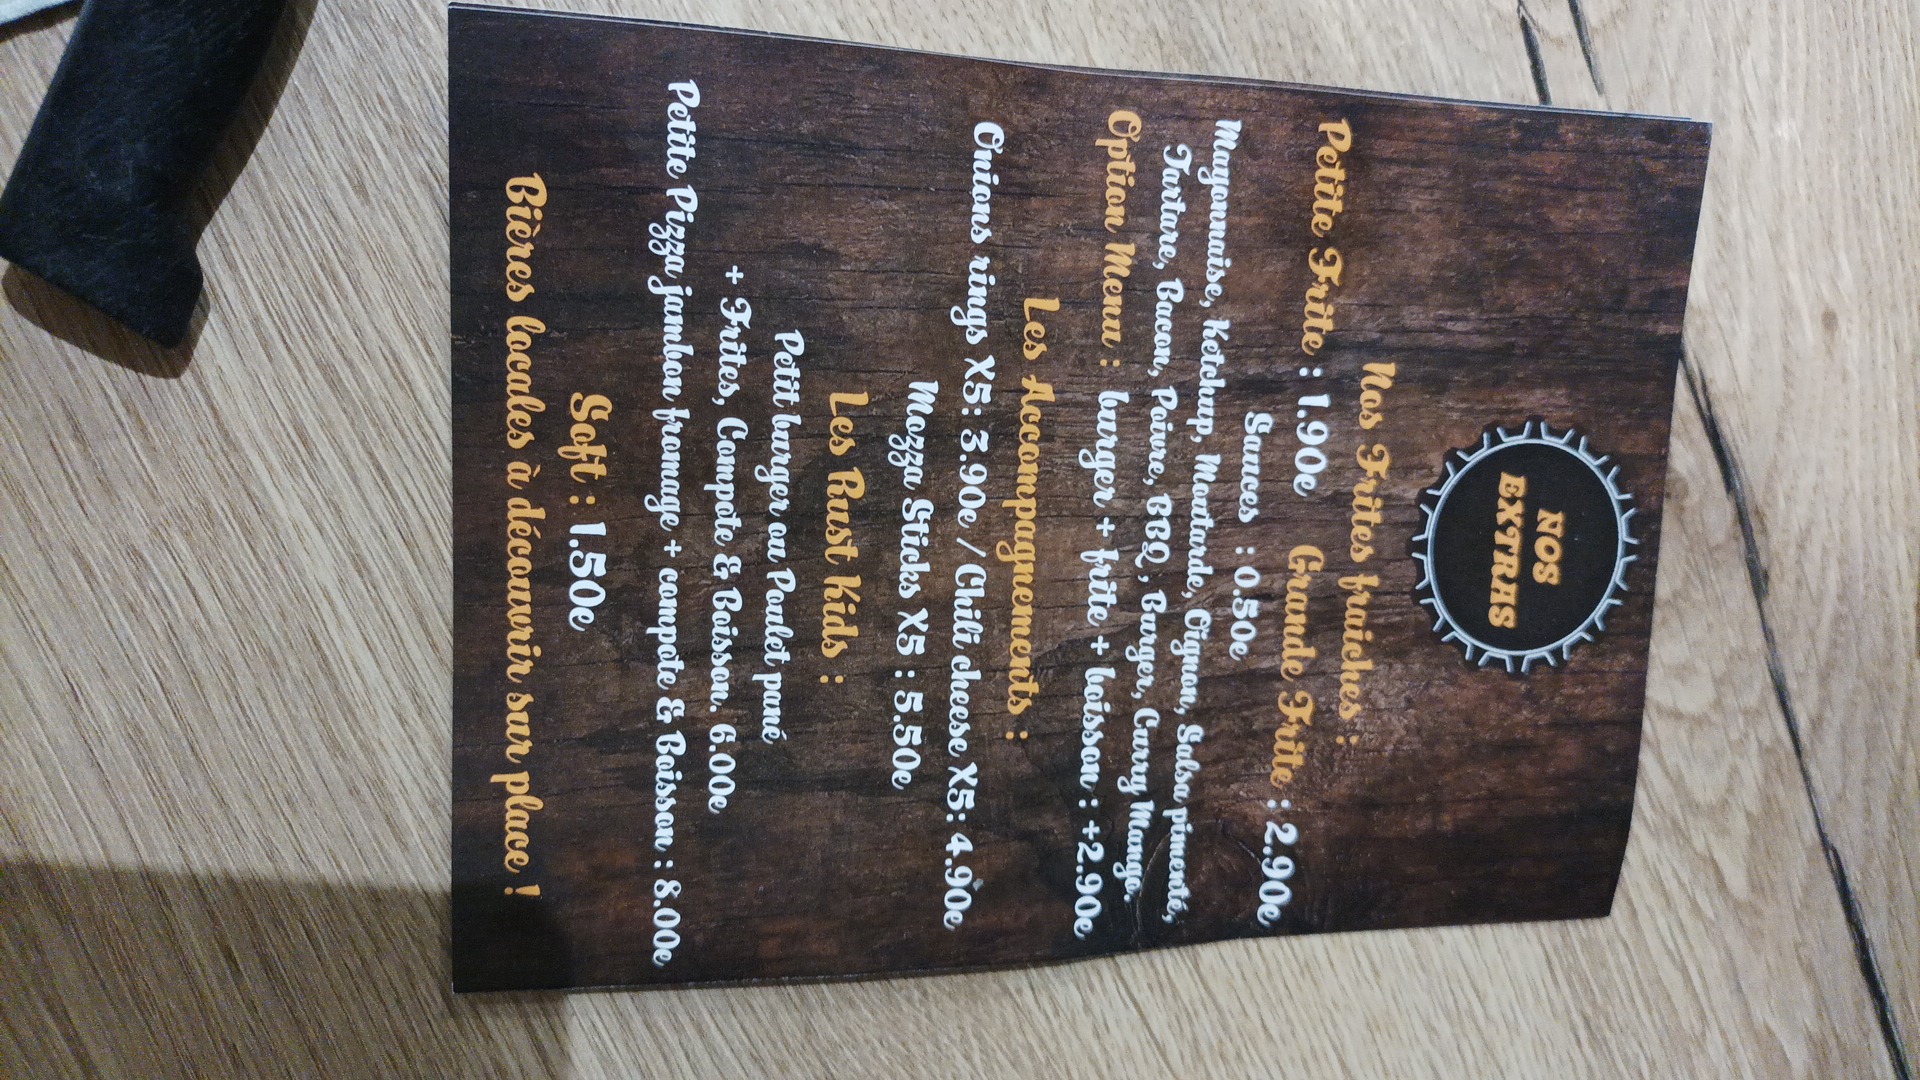 NOS
EXTRAS
Nos Frites fraiches :
Petite Frite : 1.90e Grande Frite : 2.90e
Sauces : 0.50e
Mayonnaise, Ketchup, Moutarde, Oignon, Salsa pimenté,
Tartare, Bacon, Poivre, BBQ, Burger, Curry Mango.
Option Menu : burger + frite + boisson : +2.90e
Les Accompagnements :
Onions rings X5: 3.90e / Chili cheese X5: 4.90e
Mozza Sticks X5 : 5.50e
Les Rust Kids :
Petit burger ou Poulet pané
+ Frites, Compote & Boisson. 6.00e
Petite Pizza jambon fromage + compote & Boisson : 8.00e
Soft : 1.50e
Bières locales à découvrir sur place !